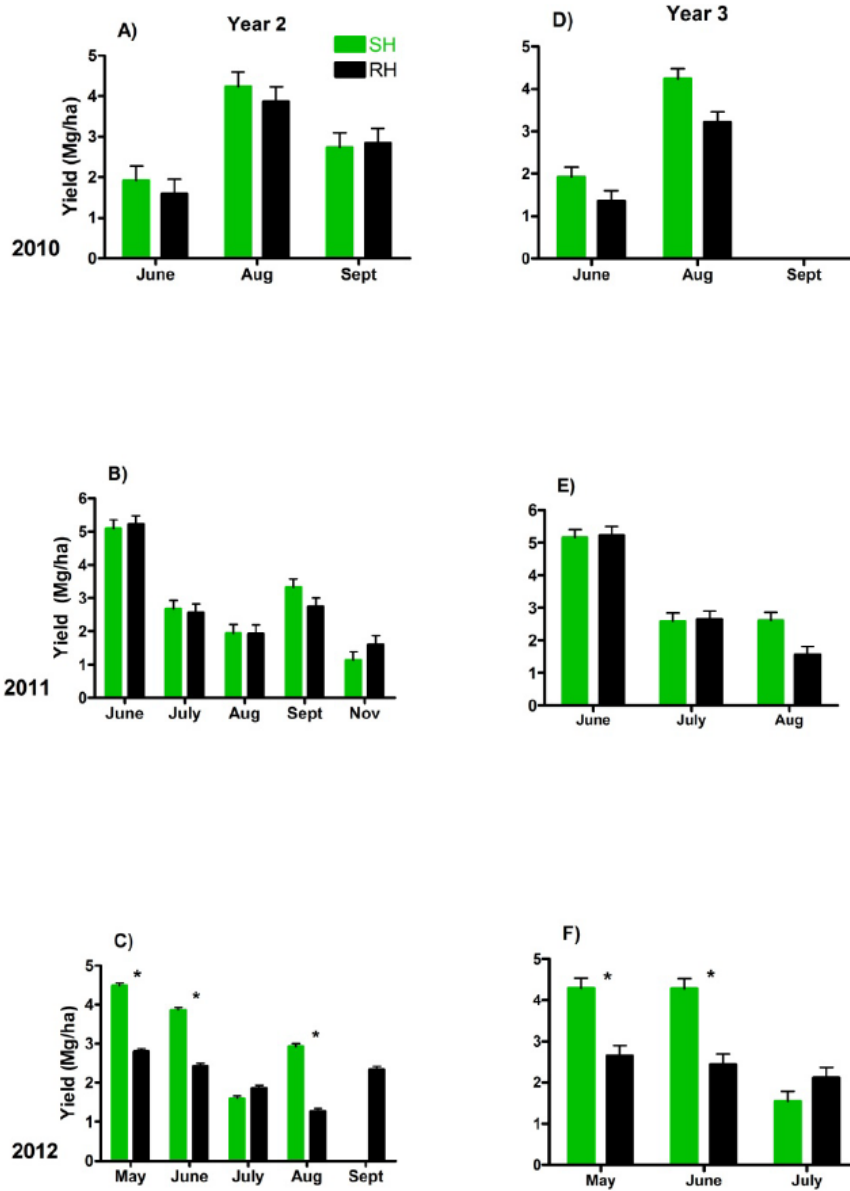 A)
Year 2
SH
RH
Yield (Mg/ha)
5
4
3
2
1
0
June Aug Sept
2010
D)
Year 3
5
4
3
2
1
0
June Aug Sept
B)
Yield (Mg/ha)
6
5
4
3
2
1
0
June July Aug Sept Nov
2011
E)
6
5
4
3
2
1
0
June July Aug
C)
Yield (Mg/ha)
5
4
3
2
1
0
* * *
May June July Aug Sept
2012
F)
5
4
3
2
1
0
* *
May June July